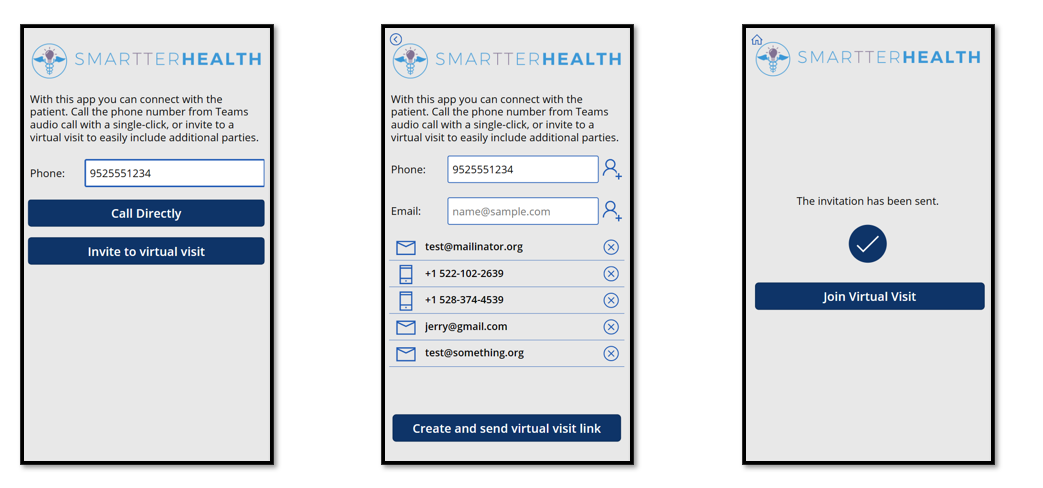 SMARTTERHEALTH
With this app you can connect with the
patient. Call the phone number from Teams
audio call with a single-click, or invite to a
virtual visit to easily include additional parties.
Phone: 9525551234
Call Directly
Invite to virtual visit
SMARTTERHEALTH
With this app you can connect with the
patient. Call the phone number from Teams
audio call with a single-click, or invite to a
virtual visit to easily include additional parties.
Phone: 9525551234
Email: name@sample.com
test@mailinator.org
+1 522-102-2639
+1 528-374-4539
jerry@gmail.com
test@something.org
Create and send virtual visit link
SMARTTERHEALTH
The invitation has been sent.
Join Virtual Visit